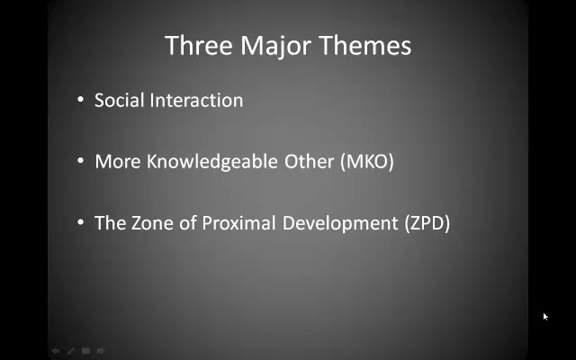 Three Major Themes
• Social Interaction
• More Knowledgeable Other (MKO)
• The Zone of Proximal Development (ZPD)